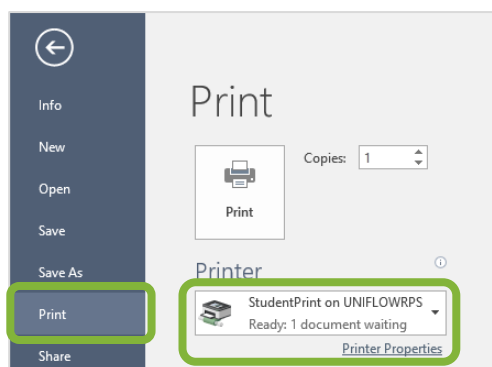 Info
New
Open
Save
Save As
Print
Share
Print
Copies: 1
Print
Printer
StudentPrint on UNIFLOWRPS
Ready: 1 document waiting
Printer Properties